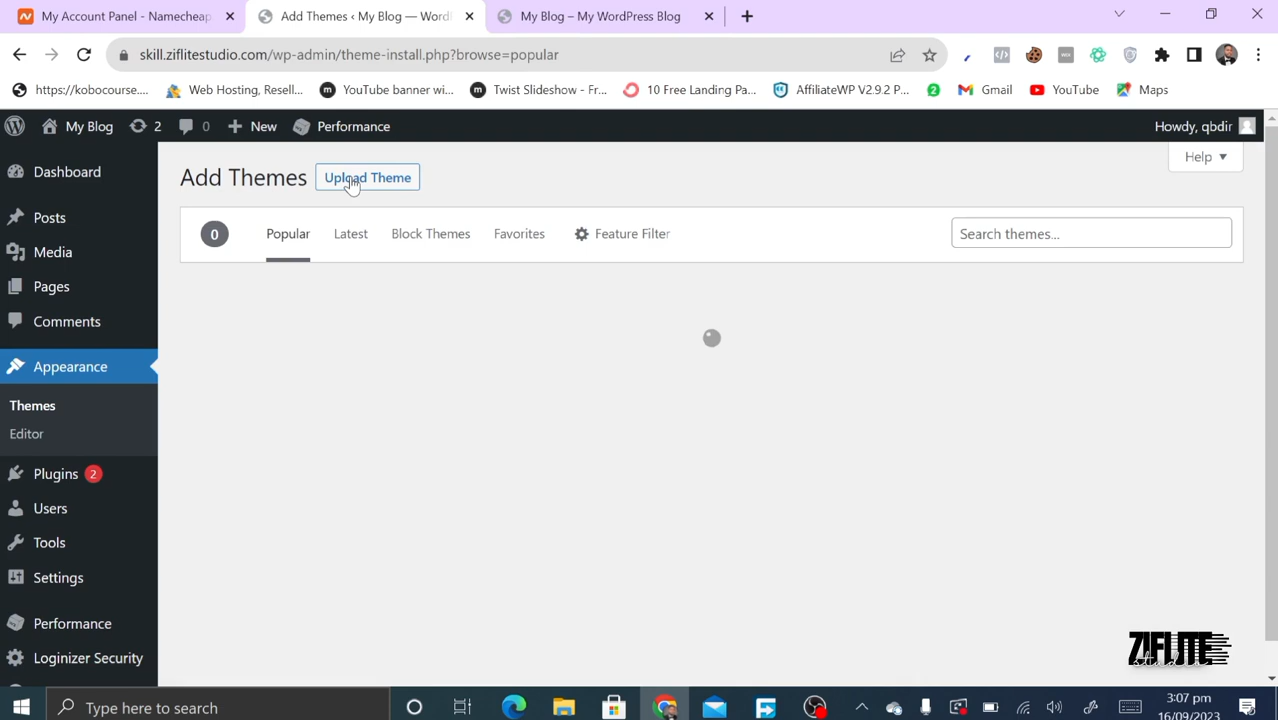 My Account Panel - Namecheap
Add Themes ‹ My Blog — Word
My Blog – My WordPress Blog
skill.ziflitestudio.com/wp-admin/theme-install.php?browse=popular
https://kobocourse....
Web Hosting, Resell...
YouTube banner wi...
Twist Slideshow - Fr...
10 Free Landing Pa...
AffiliateWP V2.9.2 P...
2
Gmail
YouTube
Maps
My Blog
2
0
New
Performance
Howdy, qbdir
Dashboard
Posts
Media
Pages
Comments
Appearance
Themes
Editor
Plugins 2
Users
Tools
Settings
Performance
Loginizer Security
Add Themes
Upload Theme
Help
0
Popular
Latest
Block Themes
Favorites
Feature Filter
Search themes...
ZIFLITE
studio
Type here to search
3:07 pm
16/09/2023